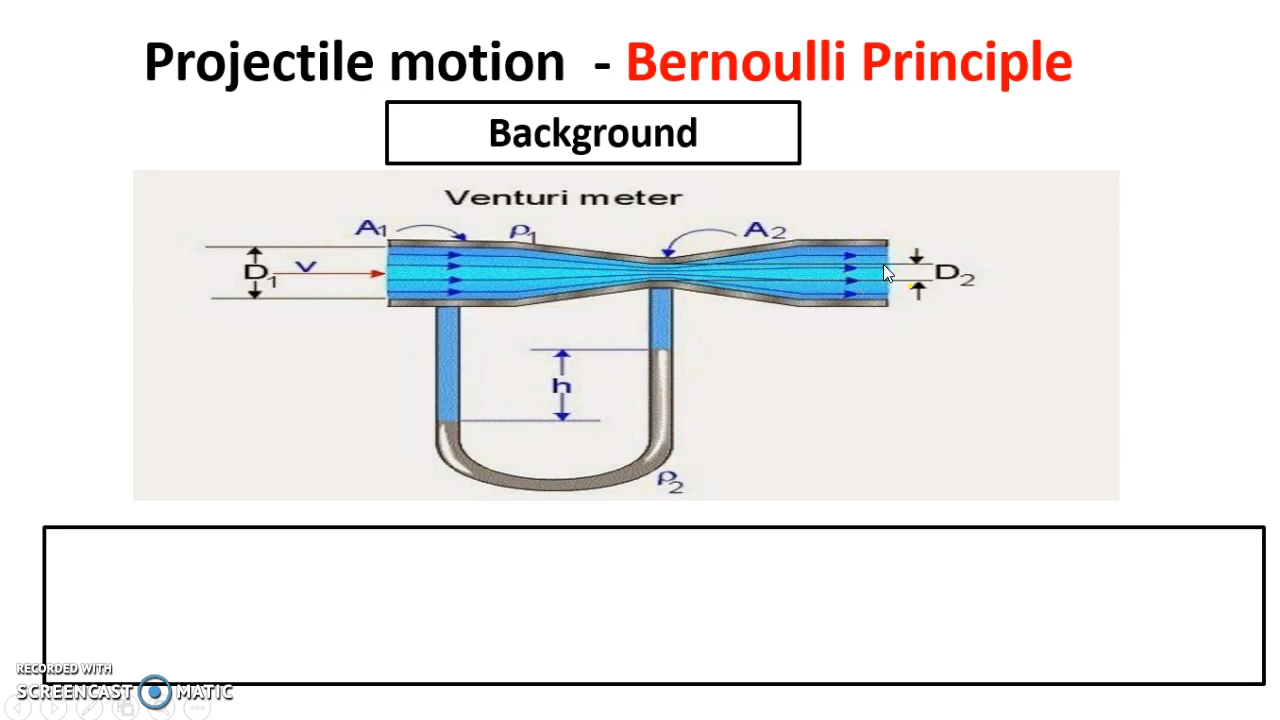 Projectile motion - Bernoulli Principle
Background
Venturi meter
A1 ρ1 A2
D1 v D2
h
ρ2
RECORDED WITH
SCREENCAST MATIC